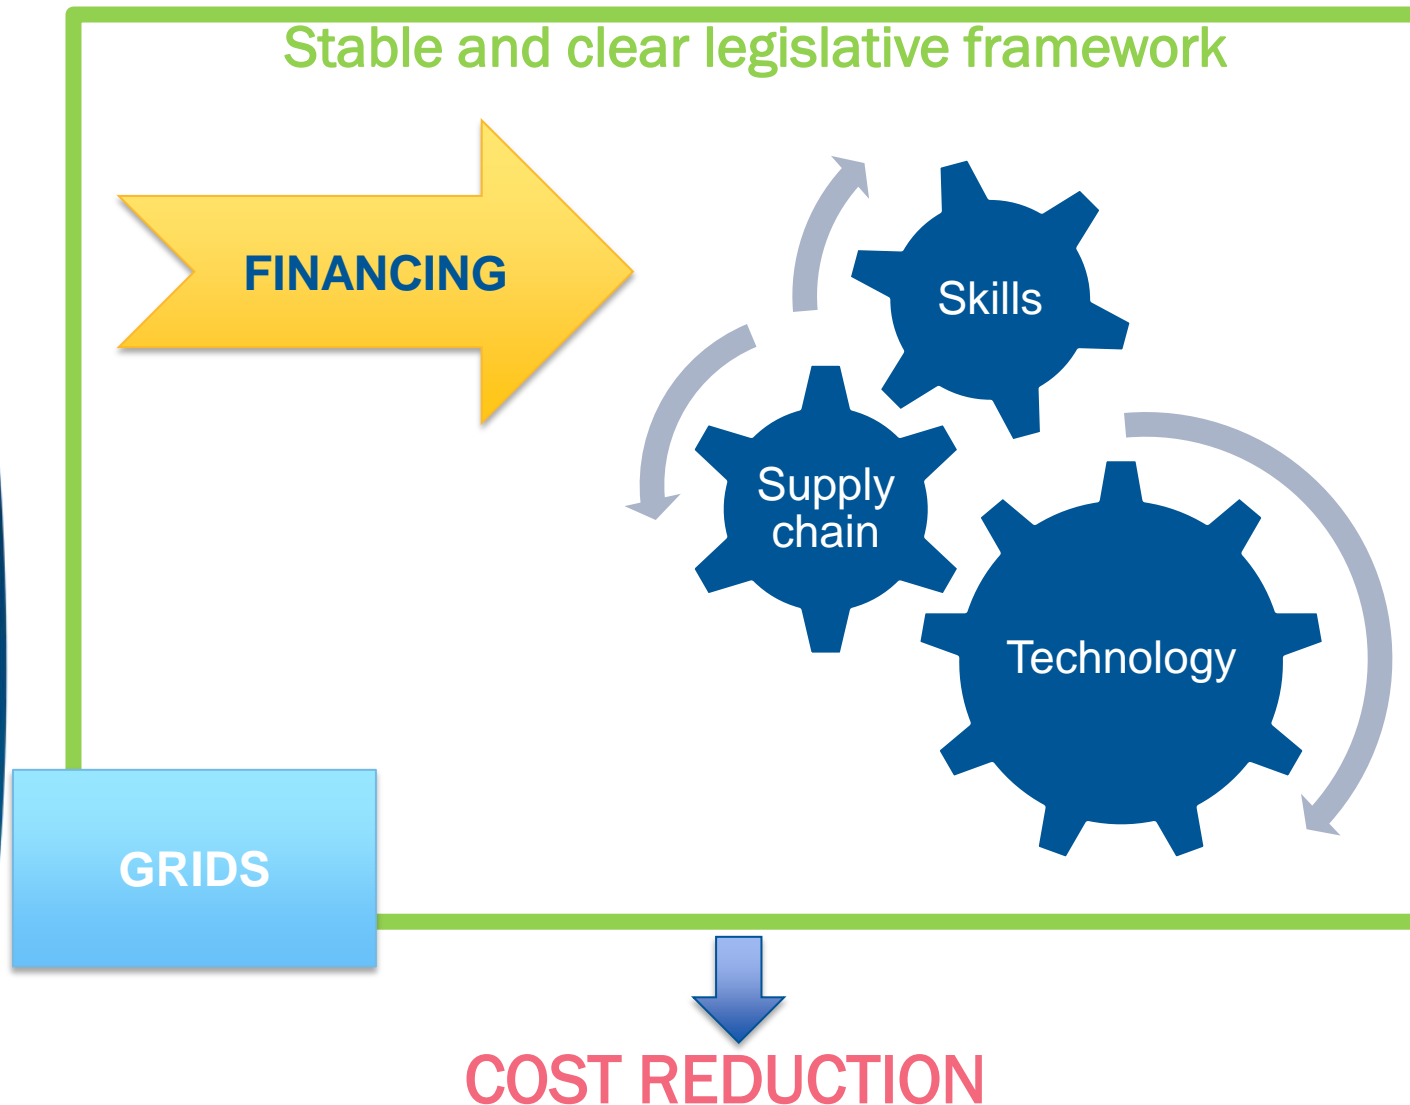 Stable and clear legislative framework
FINANCING
Skills
Supply
chain
Technology
GRIDS
COST REDUCTION